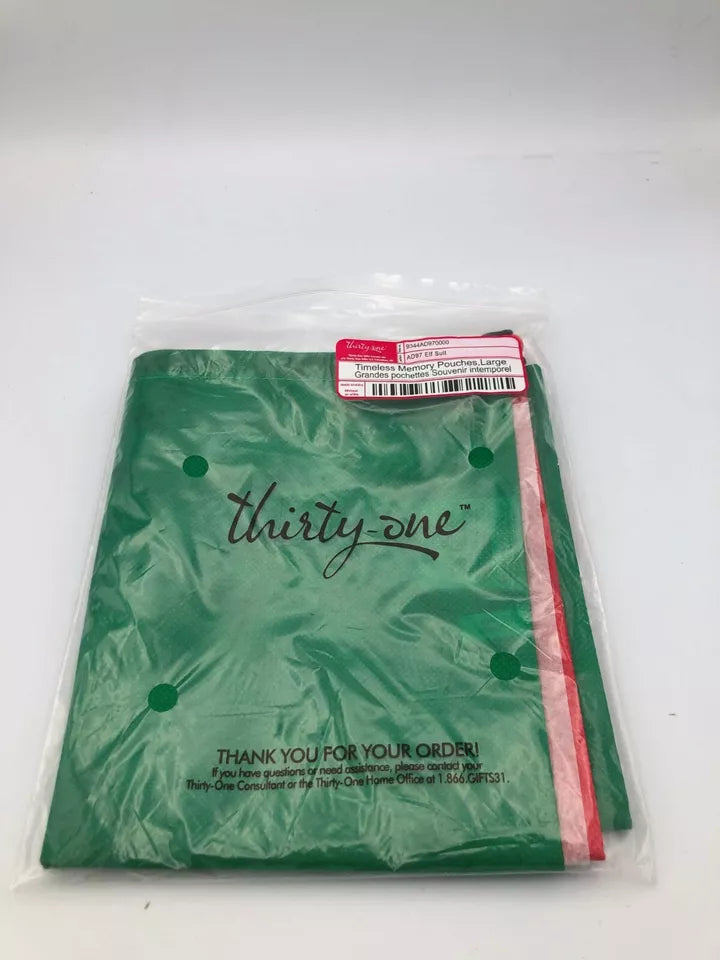 thirty-one
9344AD970000
AD97 Elf Suit
Timeless Memory Pouches,Large
Grandes pochettes Souvenir intemporel
thirty-one™
THANK YOU FOR YOUR ORDER!
If you have questions or need assistance, please contact your
Thirty-One Consultant or the Thirty-One Home Office at 1.866.GIFTS31.